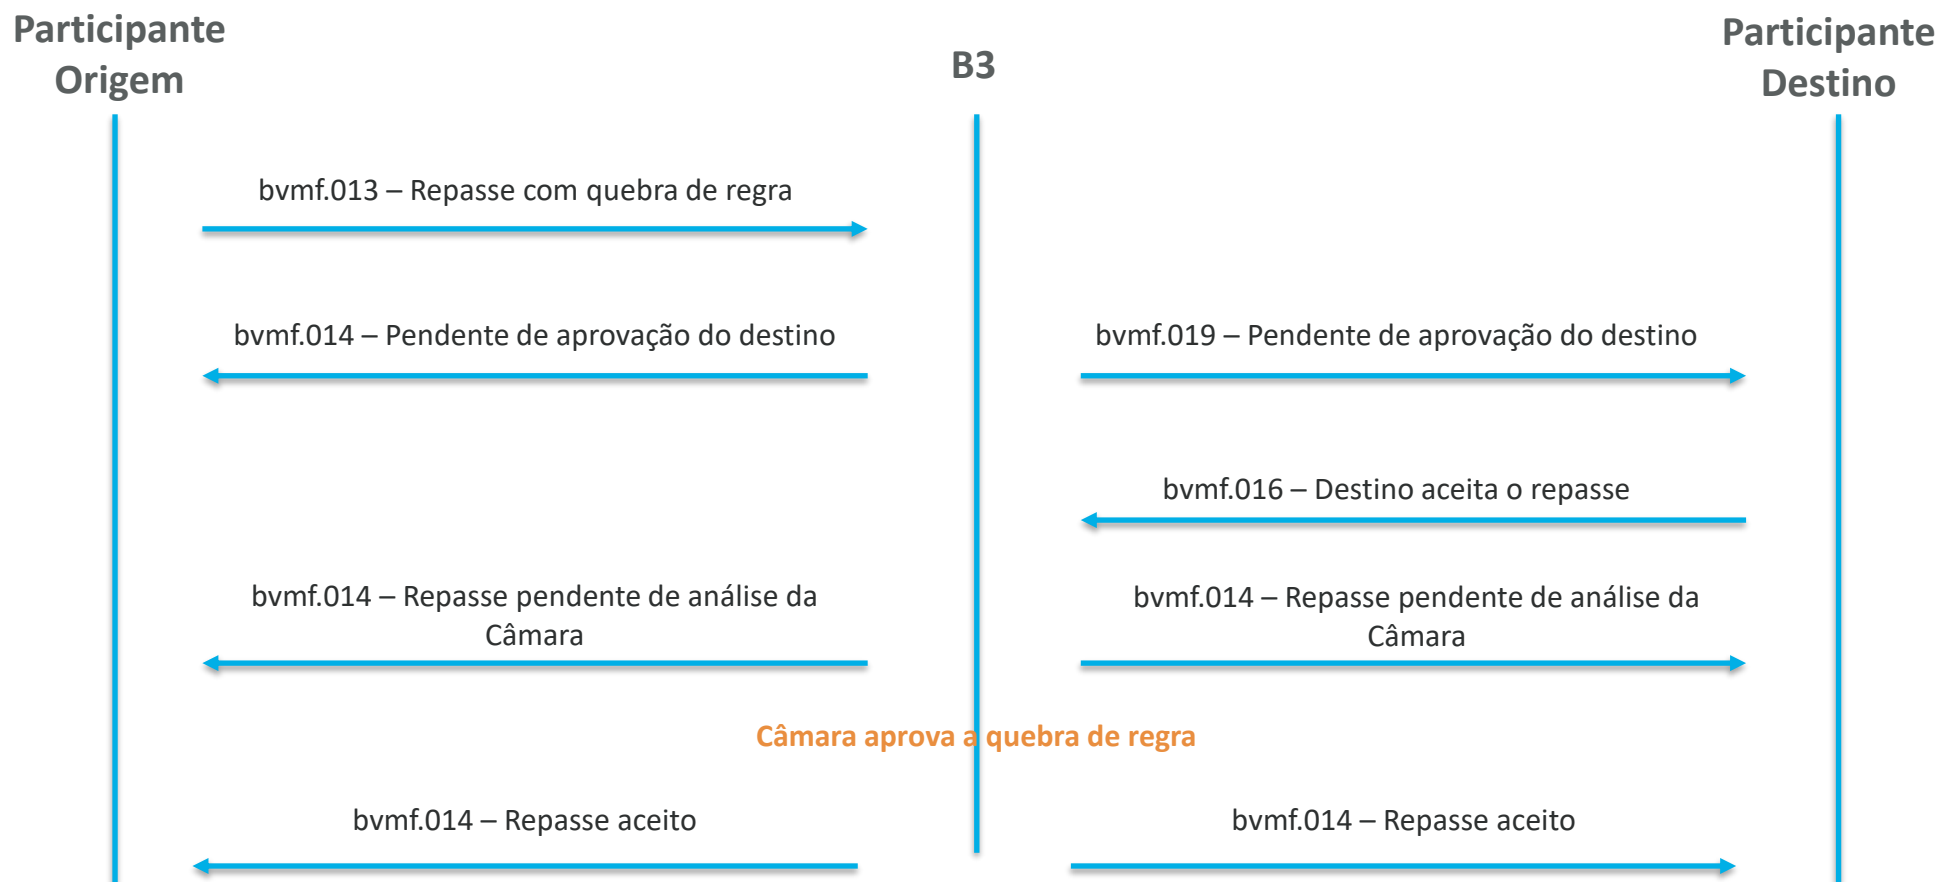 Participante
Origem
B3
Participante
Destino
bvmf.013 – Repasse com quebra de regra
bvmf.014 – Pendente de aprovação do destino
bvmf.019 – Pendente de aprovação do destino
bvmf.016 – Destino aceita o repasse
bvmf.014 – Repasse pendente de análise da
Câmara
bvmf.014 – Repasse pendente de análise da
Câmara
Câmara aprova a quebra de regra
bvmf.014 – Repasse aceito
bvmf.014 – Repasse aceito